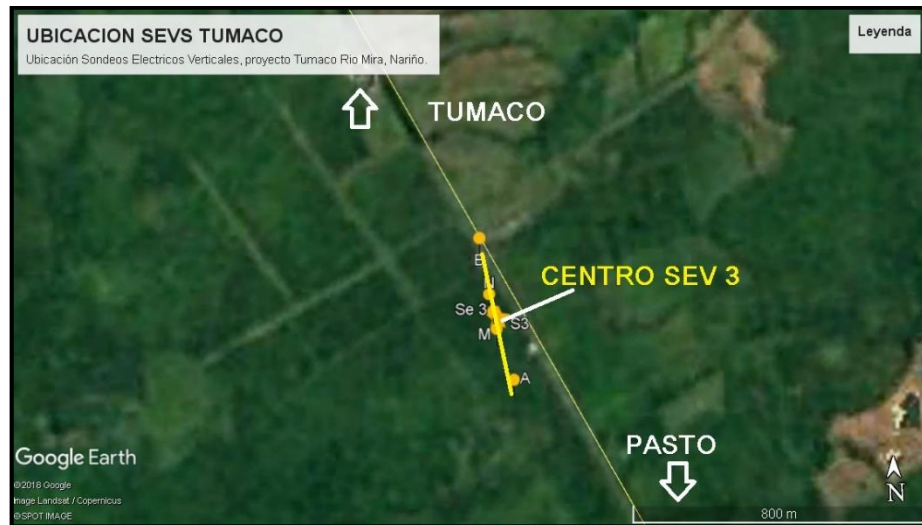 UBICACION SEVS TUMACO
Ubicación Sondeos Electricos Verticales, proyecto Tumaco Rio Mira, Nariño.
Leyenda
TUMACO
B
N
CENTRO SEV 3
Se 3
S3
M
A
PASTO
Google Earth
©2018 Google
Image Landsat / Copernicus
©SPOT IMAGE
800 m
N